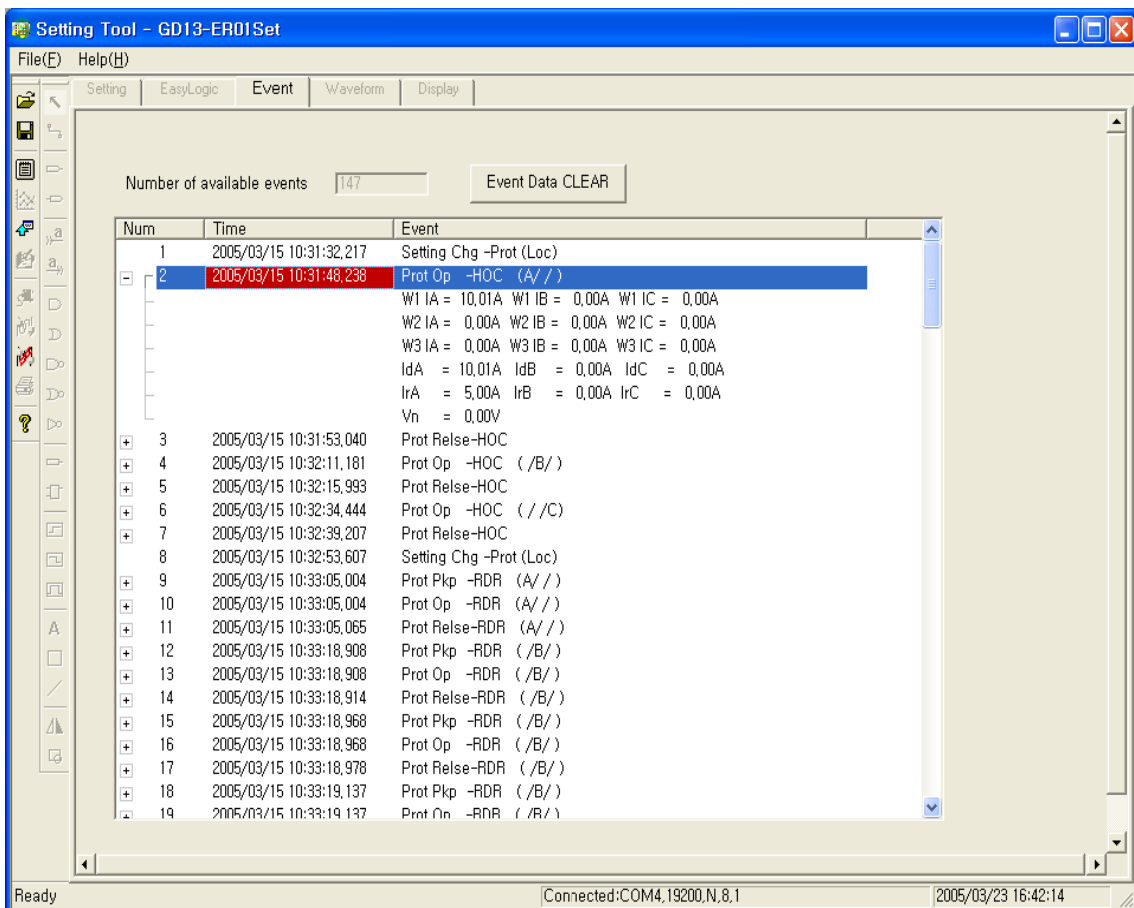 Setting Tool - GD13-ER01Set
File(F) Help(H)
Setting EasyLogic Event Waveform Display
Number of available events 147 Event Data CLEAR
Num Time Event
1 2005/03/15 10:31:32,217 Setting Chg -Prot (Loc)
2 2005/03/15 10:31:48,238 Prot Op -HOC (A/ / )
W1 IA = 10,01A W1 IB = 0,00A W1 IC = 0,00A
W2 IA = 0,00A W2 IB = 0,00A W2 IC = 0,00A
W3 IA = 0,00A W3 IB = 0,00A W3 IC = 0,00A
IdA = 10,01A IdB = 0,00A IdC = 0,00A
IrA = 5,00A IrB = 0,00A IrC = 0,00A
Vn = 0,00V
3 2005/03/15 10:31:53,040 Prot Relse-HOC
4 2005/03/15 10:32:11,181 Prot Op -HOC ( /B/ )
5 2005/03/15 10:32:15,993 Prot Relse-HOC
6 2005/03/15 10:32:34,444 Prot Op -HOC ( / /C)
7 2005/03/15 10:32:39,207 Prot Relse-HOC
8 2005/03/15 10:32:53,607 Setting Chg -Prot (Loc)
9 2005/03/15 10:33:05,004 Prot Pkp -RDR (A/ / )
10 2005/03/15 10:33:05,004 Prot Op -RDR (A/ / )
11 2005/03/15 10:33:05,065 Prot Relse-RDR (A/ / )
12 2005/03/15 10:33:18,908 Prot Pkp -RDR ( /B/ )
13 2005/03/15 10:33:18,908 Prot Op -RDR ( /B/ )
14 2005/03/15 10:33:18,914 Prot Relse-RDR ( /B/ )
15 2005/03/15 10:33:18,968 Prot Pkp -RDR ( /B/ )
16 2005/03/15 10:33:18,968 Prot Op -RDR ( /B/ )
17 2005/03/15 10:33:18,978 Prot Relse-RDR ( /B/ )
18 2005/03/15 10:33:19,137 Prot Pkp -RDR ( /B/ )
19 2005/03/15 10:33:19,137 Prot Op -RDR ( /B/ )
Ready Connected:COM4,19200,N,8,1 2005/03/23 16:42:14